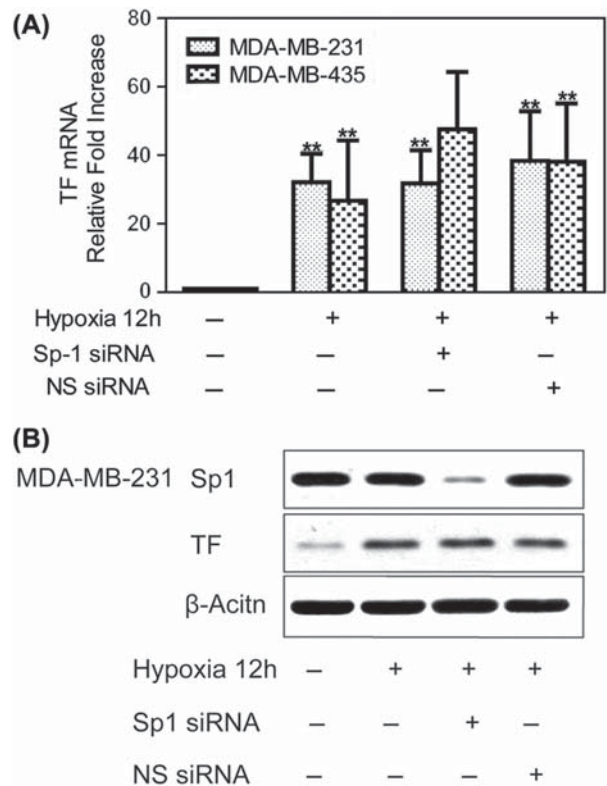 (A)
80
60
40
20
0
TF mRNA
Relative Fold Increase
MDA-MB-231
MDA-MB-435
** ** ** ** **
Hypoxia 12h – + + +
Sp-1 siRNA – – + –
NS siRNA – – – +
(B)
MDA-MB-231 Sp1
TF
β-Acitn
Hypoxia 12h – + + +
Sp1 siRNA – – + –
NS siRNA – – – +